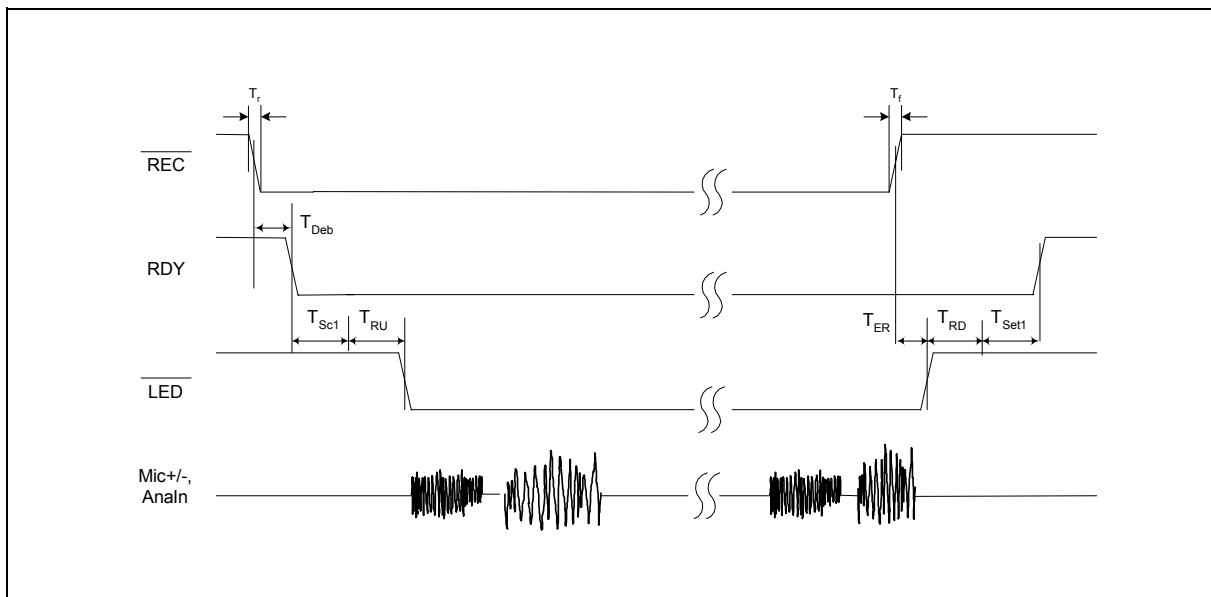 Tr
Tf
REC
TDeb
RDY
TSc1
TRU
TER
TRD
TSet1
LED
Mic+/-,
AnaIn